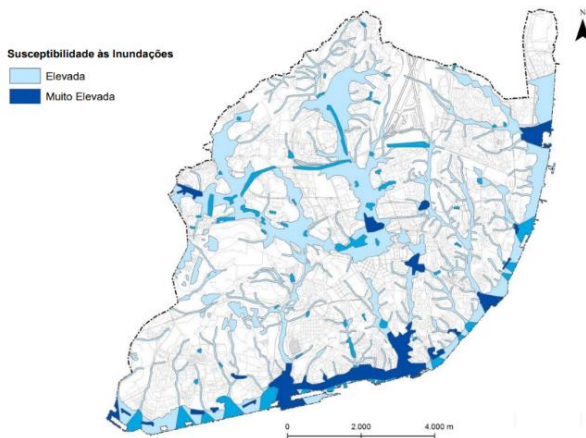 N
Susceptibilidade às Inundações
Elevada
Muito Elevada
0 2.000 4.000 m